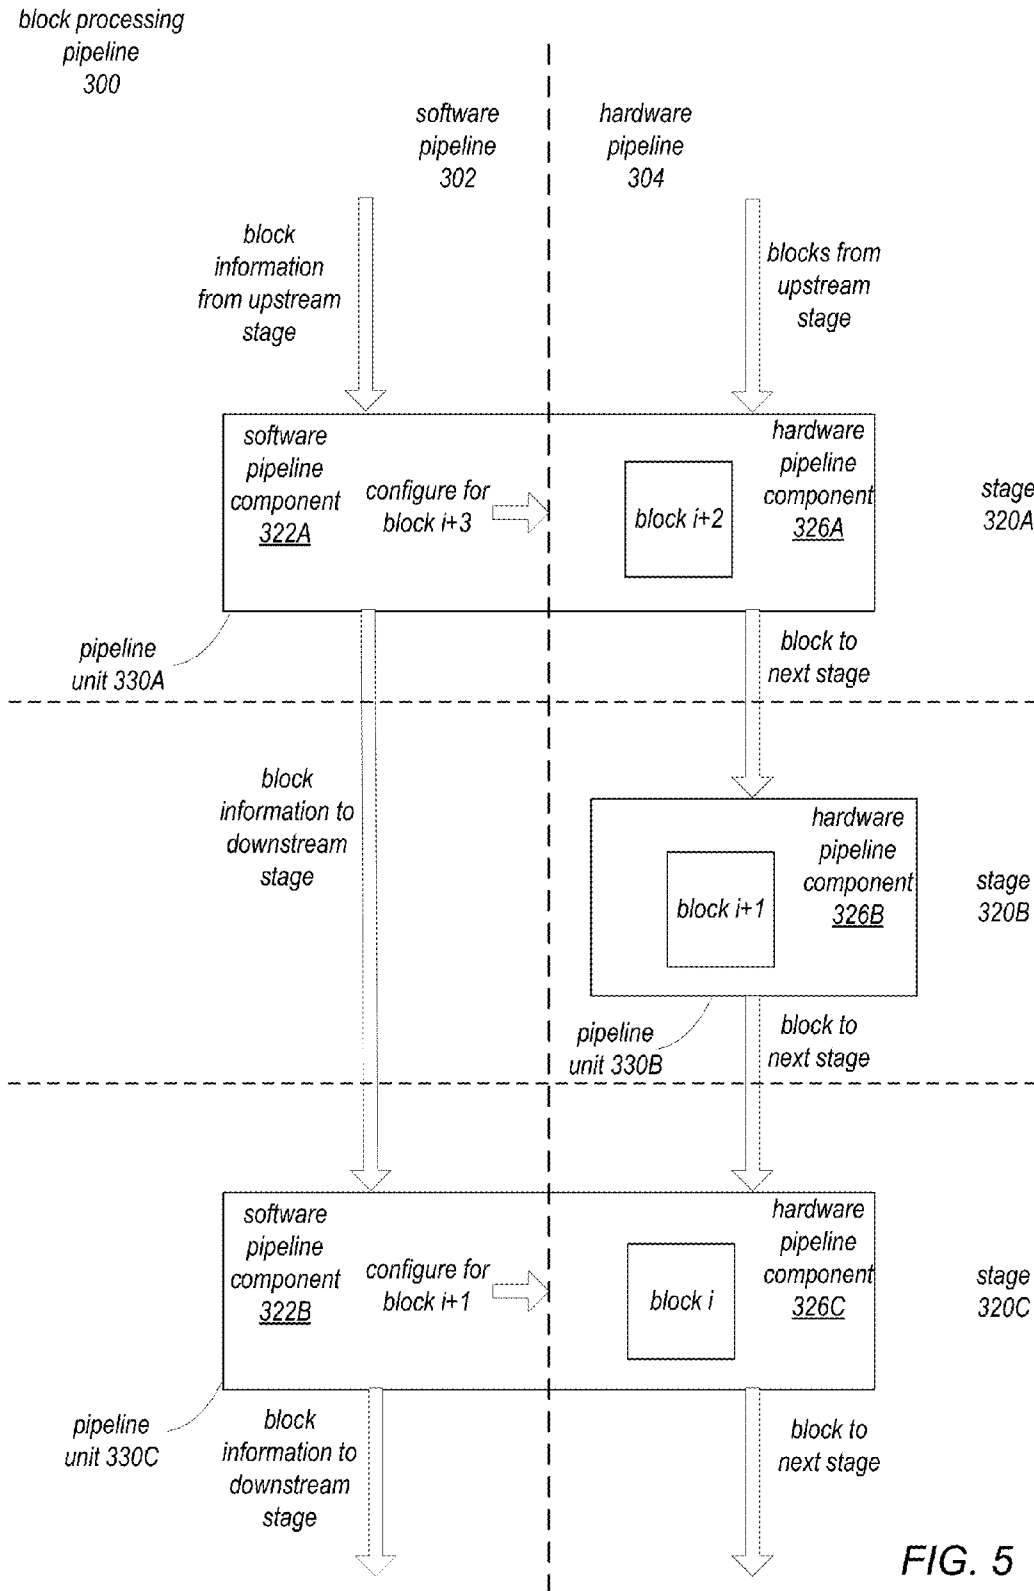 block processing
pipeline
300
software
pipeline
302
hardware
pipeline
304
block
information
from upstream
stage
blocks from
upstream
stage
software
pipeline
component
322A
configure for
block i+3
block i+2
hardware
pipeline
component
326A
stage
320A
pipeline
unit 330A
block to
next stage
block
information to
downstream
stage
hardware
pipeline
component
326B
block i+1
stage
320B
pipeline
unit 330B
block to
next stage
software
pipeline
component
322B
configure for
block i+1
block i
hardware
pipeline
component
326C
stage
320C
pipeline
unit 330C
block
information to
downstream
stage
block to
next stage
FIG. 5